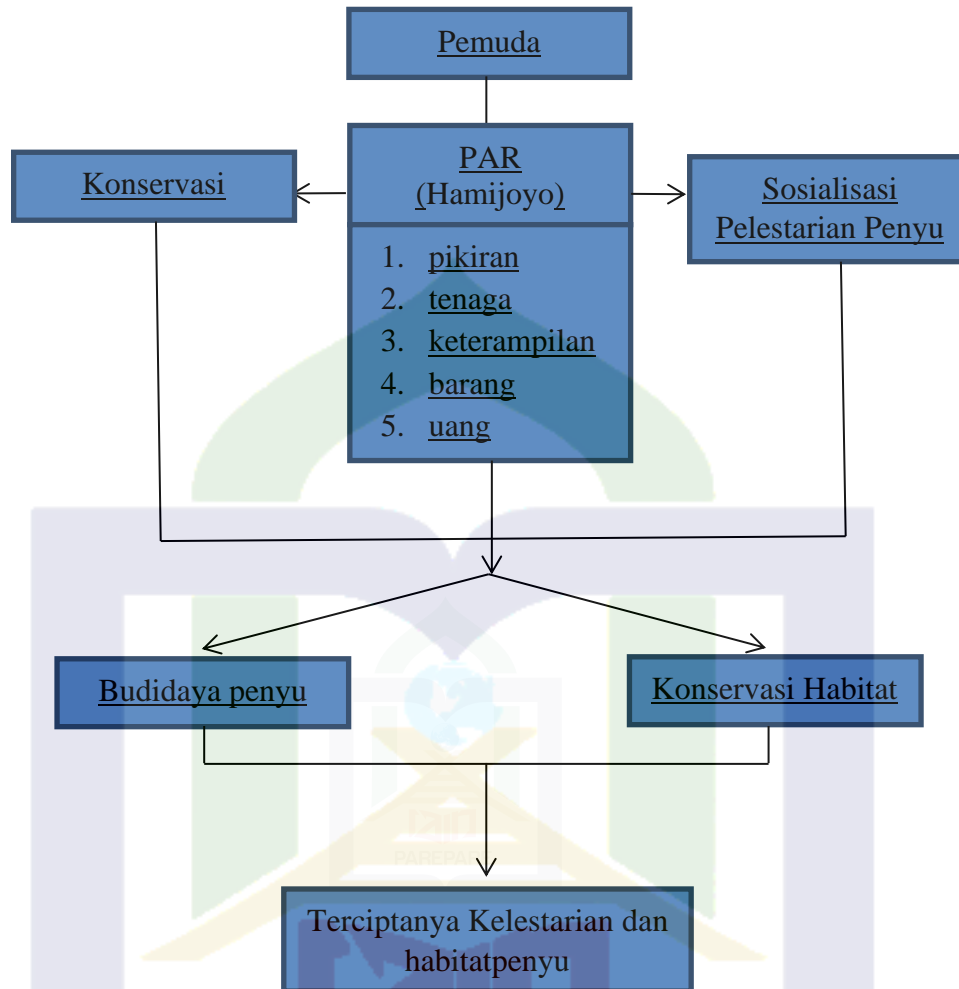 Pemuda
PAR
(Hamijoyo)
Konservasi
Sosialisasi
Pelestarian Penyu
1. pikiran
2. tenaga
3. keterampilan
4. barang
5. uang
Budidaya penyu
Konservasi Habitat
PAREPARE
Terciptanya Kelestarian dan
habitatpenyu